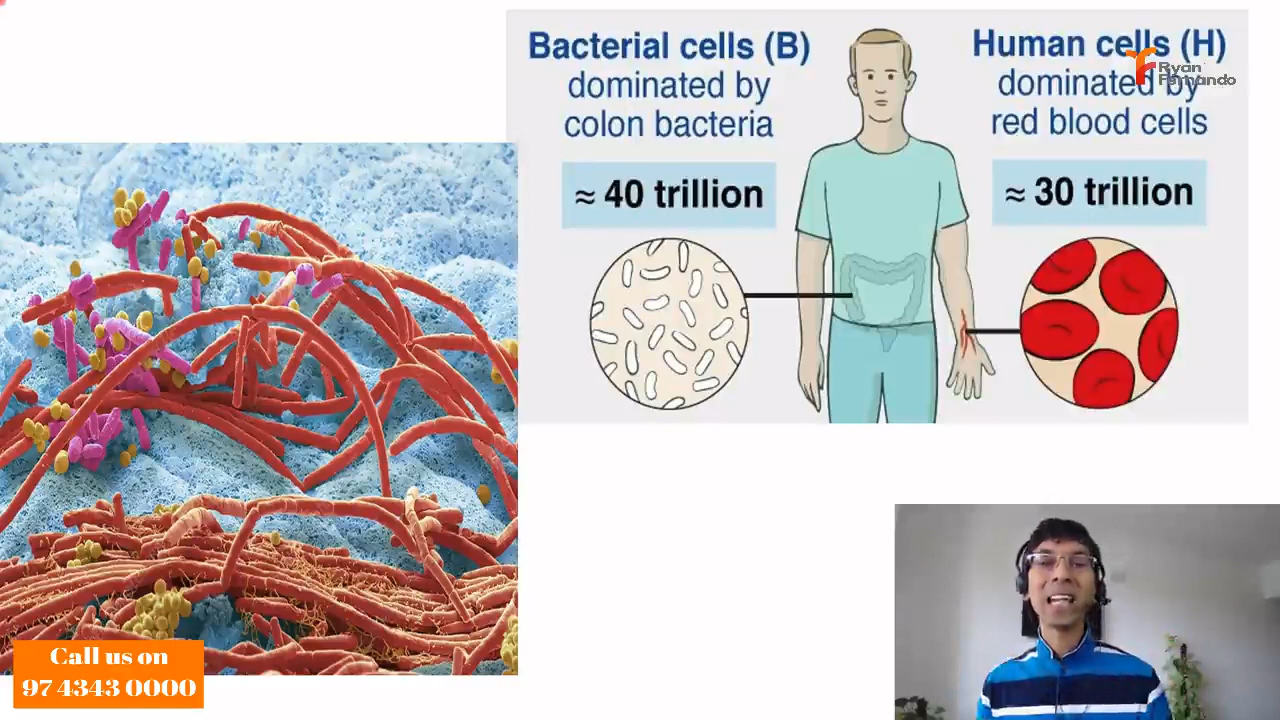 Bacterial cells (B)
dominated by
colon bacteria
≈ 40 trillion
Human cells (H)
dominated by
red blood cells
≈ 30 trillion
Ryan
Fernando
Call us on
97 4343 0000